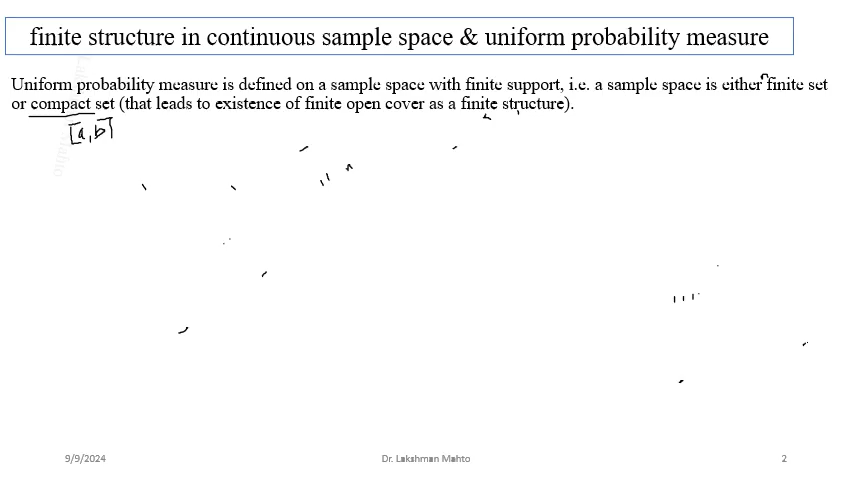 finite structure in continuous sample space & uniform probability measure
Uniform probability measure is defined on a sample space with finite support, i.e. a sample space is either finite set
or compact set (that leads to existence of finite open cover as a finite structure).
[a,b]
9/9/2024
Dr. Lakshman Mahto
2